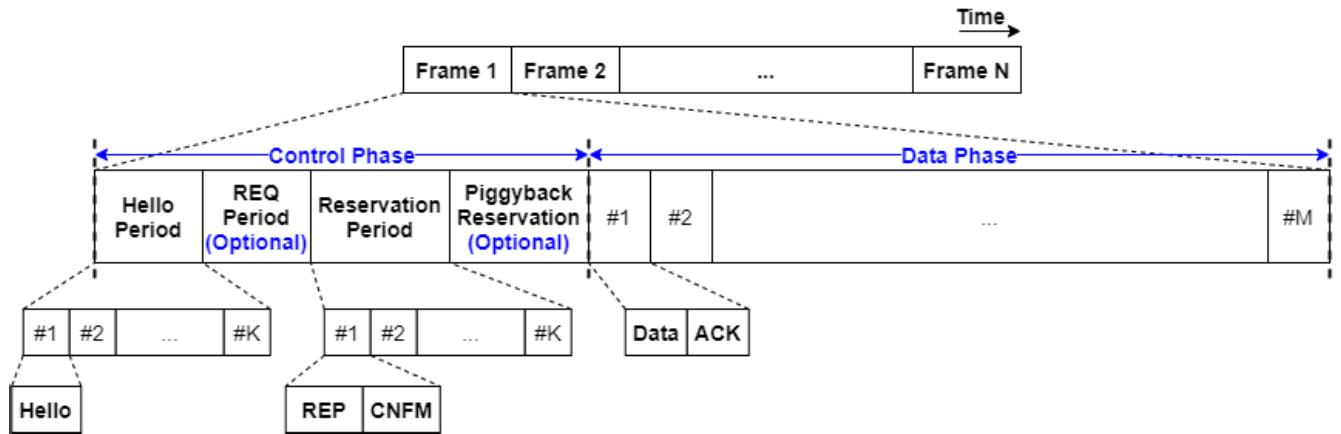 Time
Frame 1 Frame 2 ... Frame N
Control Phase Data Phase
Hello
Period
REQ
Period
(Optional)
Reservation
Period
Piggyback
Reservation
(Optional)
#1 #2 ... #M
#1 #2 ... #K
#1 #2 ... #K
Data ACK
Hello
REP CNFM